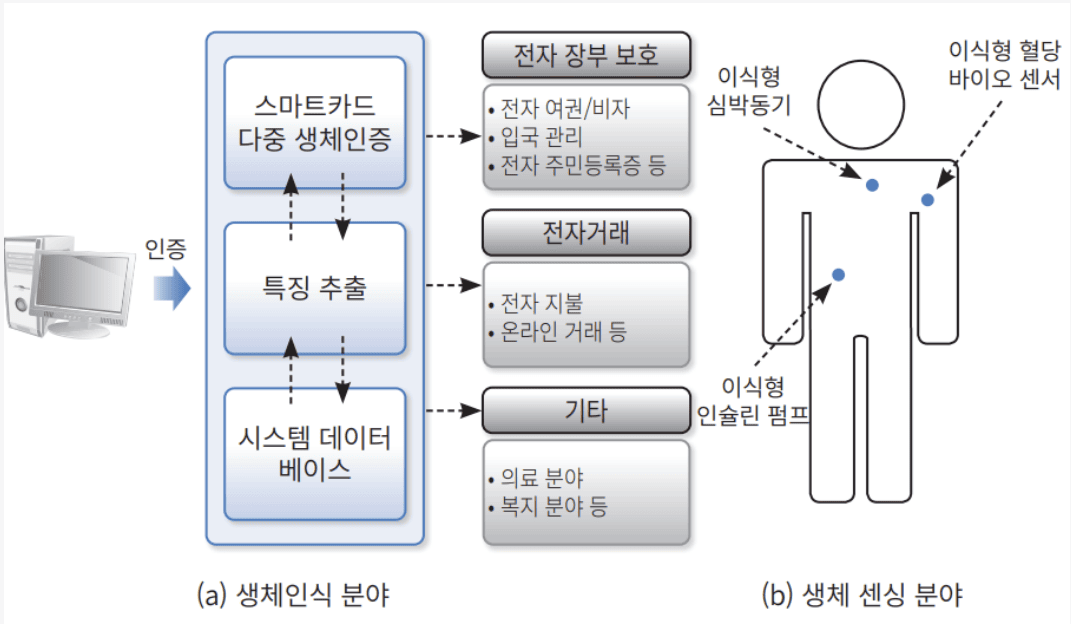 인증
스마트카드
다중 생체인증
특징 추출
시스템 데이터
베이스
전자 장부 보호
• 전자 여권/비자
• 입국 관리
• 전자 주민등록증 등
전자거래
• 전자 지불
• 온라인 거래 등
기타
• 의료 분야
• 복지 분야 등
(a) 생체인식 분야
이식형
심박동기
이식형 혈당
바이오 센서
이식형
인슐린 펌프
(b) 생체 센싱 분야